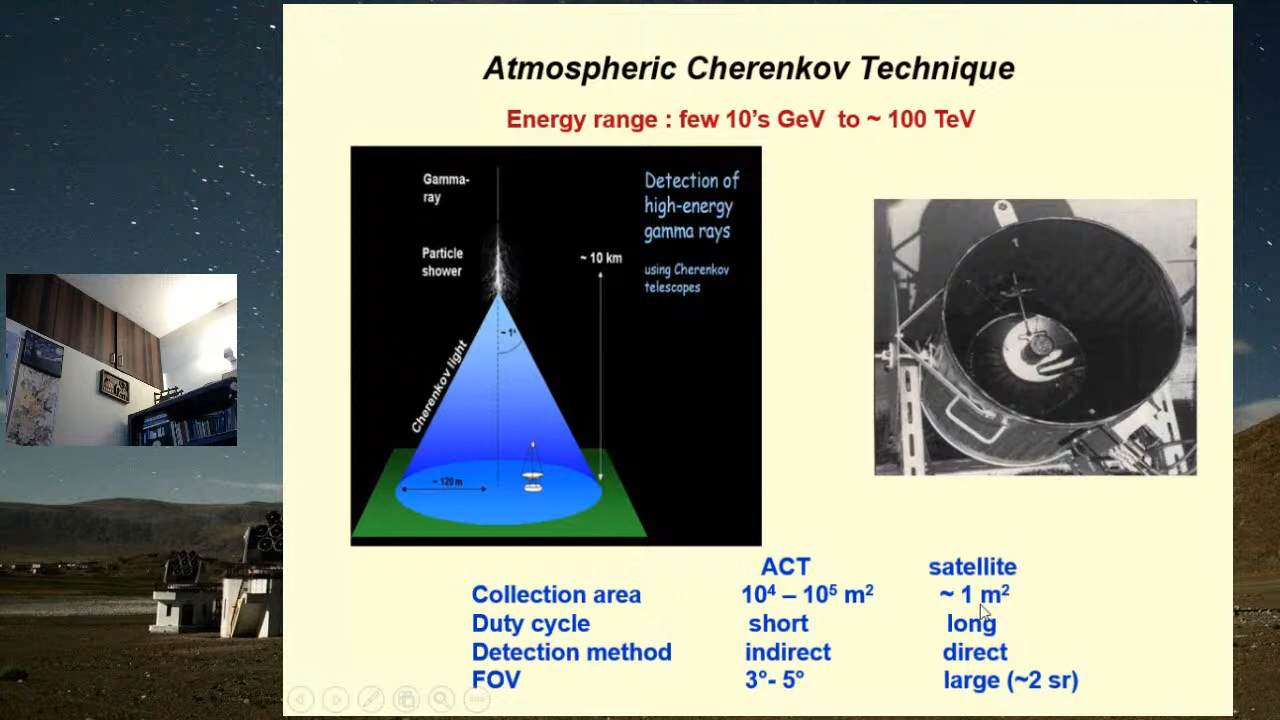 Atmospheric Cherenkov Technique
Energy range : few 10’s GeV to ~ 100 TeV
Gamma-
ray
Particle
shower
~ 10 km
Detection of
high-energy
gamma rays
using Cherenkov
telescopes
~ 1°
Cherenkov light
~ 120 m
ACT satellite
Collection area 10⁴ – 10⁵ m² ~ 1 m²
Duty cycle short long
Detection method indirect direct
FOV 3°- 5° large (~2 sr)